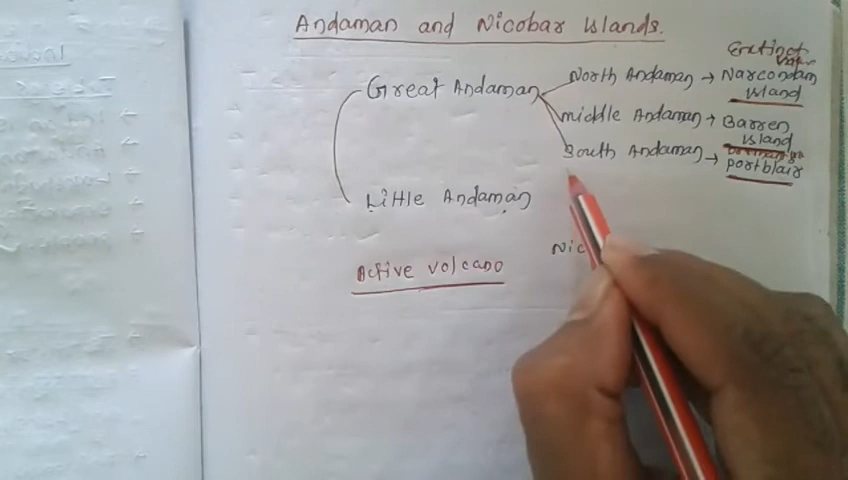 Andaman and Nicobar Islands.
Extinct
Great Andaman North Andaman → Narcondam
Island
middle Andaman → Barren
Island
South Andaman → portblair
Little Andaman
Nic
Active volcano